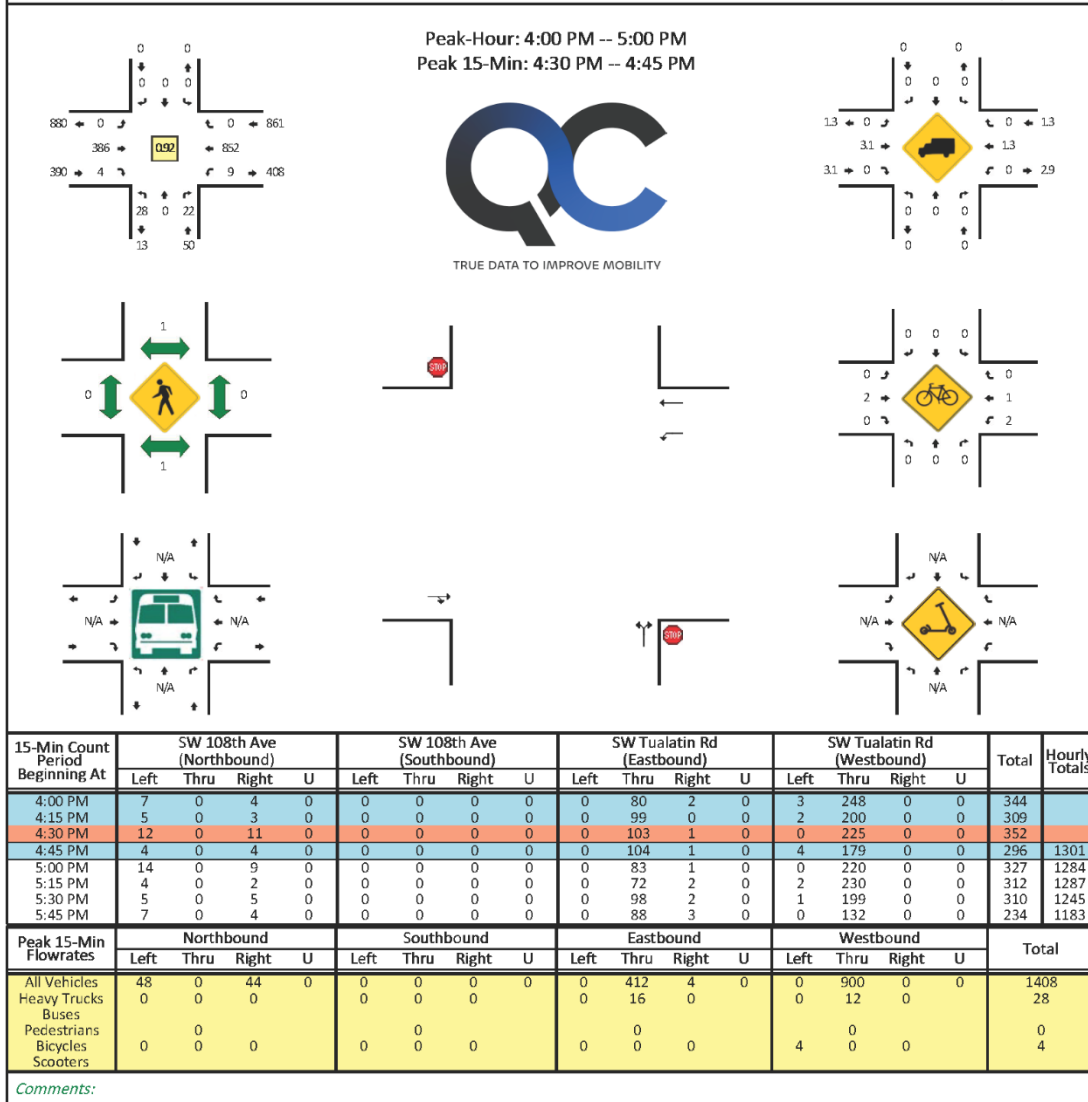 Peak-Hour: 4:00 PM -- 5:00 PM
Peak 15-Min: 4:30 PM -- 4:45 PM
0 0
0 0 0
880 0 0 861
386 0.92 852
390 4 9 408
28 0 22
13 50
QC
TRUE DATA TO IMPROVE MOBILITY
0 0
0 0 0
1.3 0 0 1.3
3.1 1.3
3.1 0 0 2.9
0 0 0
0 0
1
0 0
1
STOP
0 0 0
0 0
2 1
0 2
0 0 0
N/A
N/A N/A
N/A
STOP
N/A
N/A N/A
N/A
15-Min Count Period Beginning At SW 108th Ave (Northbound) SW 108th Ave (Southbound) SW Tualatin Rd (Eastbound) SW Tualatin Rd (Westbound) Total Hourly Totals
Left Thru Right U Left Thru Right U Left Thru Right U Left Thru Right U
4:00 PM 7 0 4 0 0 0 0 0 0 80 2 0 3 248 0 0 344
4:15 PM 5 0 3 0 0 0 0 0 0 99 0 0 2 200 0 0 309
4:30 PM 12 0 11 0 0 0 0 0 0 103 1 0 0 225 0 0 352
4:45 PM 4 0 4 0 0 0 0 0 0 104 1 0 4 179 0 0 296 1301
5:00 PM 14 0 9 0 0 0 0 0 0 83 1 0 0 220 0 0 327 1284
5:15 PM 4 0 2 0 0 0 0 0 0 72 2 0 2 230 0 0 312 1287
5:30 PM 5 0 5 0 0 0 0 0 0 98 2 0 1 199 0 0 310 1245
5:45 PM 7 0 4 0 0 0 0 0 0 88 3 0 0 132 0 0 234 1183
Peak 15-Min Flowrates Northbound Southbound Eastbound Westbound Total
Left Thru Right U Left Thru Right U Left Thru Right U Left Thru Right U
All Vehicles 48 0 44 0 0 0 0 0 0 412 4 0 0 900 0 0 1408
Heavy Trucks 0 0 0 0 0 0 0 16 0 0 12 0 28
Buses
Pedestrians 0 0 0 0 0
Bicycles 0 0 0 0 0 0 0 0 0 4 0 0 4
Scooters
Comments: